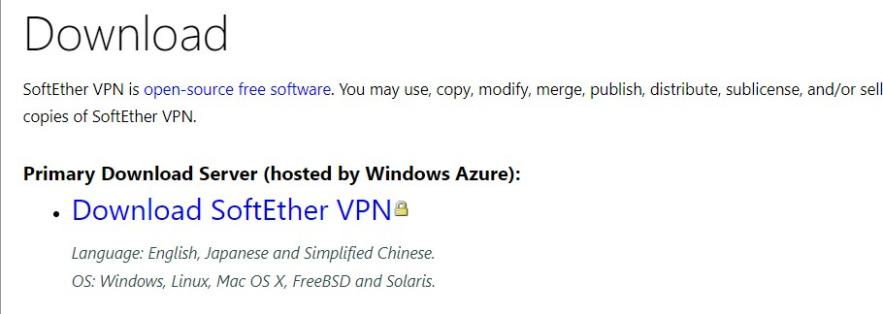 Download
SoftEther VPN is open-source free software. You may use, copy, modify, merge, publish, distribute, sublicense, and/or sell
copies of SoftEther VPN.
Primary Download Server (hosted by Windows Azure):
• Download SoftEther VPN
Language: English, Japanese and Simplified Chinese.
OS: Windows, Linux, Mac OS X, FreeBSD and Solaris.